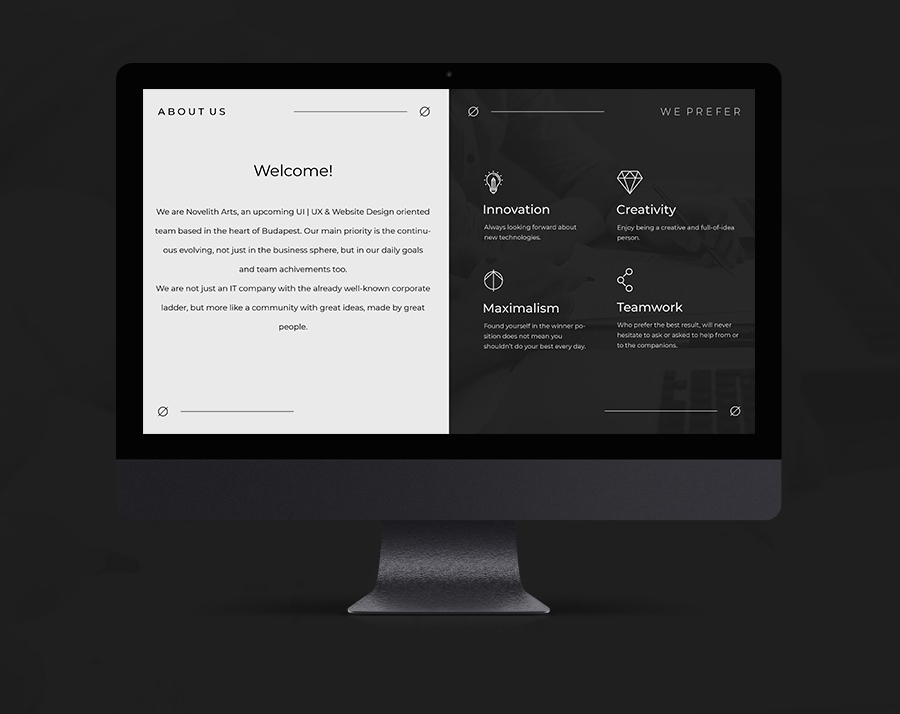 ABOUT US
Welcome!
We are Novelith Arts, an upcoming UI | UX & Website Design oriented
team based in the heart of Budapest. Our main priority is the continu-
ous evolving, not just in the business sphere, but in our daily goals
and team achivements too.
We are not just an IT company with the already well-known corporate
ladder, but more like a community with great ideas, made by great
people.
WE PREFER
Innovation
Always looking forward about
new technologies.
Creativity
Enjoy being a creative and full-of-idea
person.
Maximalism
Found yourself in the winner po-
sition does not mean you
shouldn't do your best every day.
Teamwork
Who prefer the best result, will never
hesitate to ask or asked to help from or
to the companions.